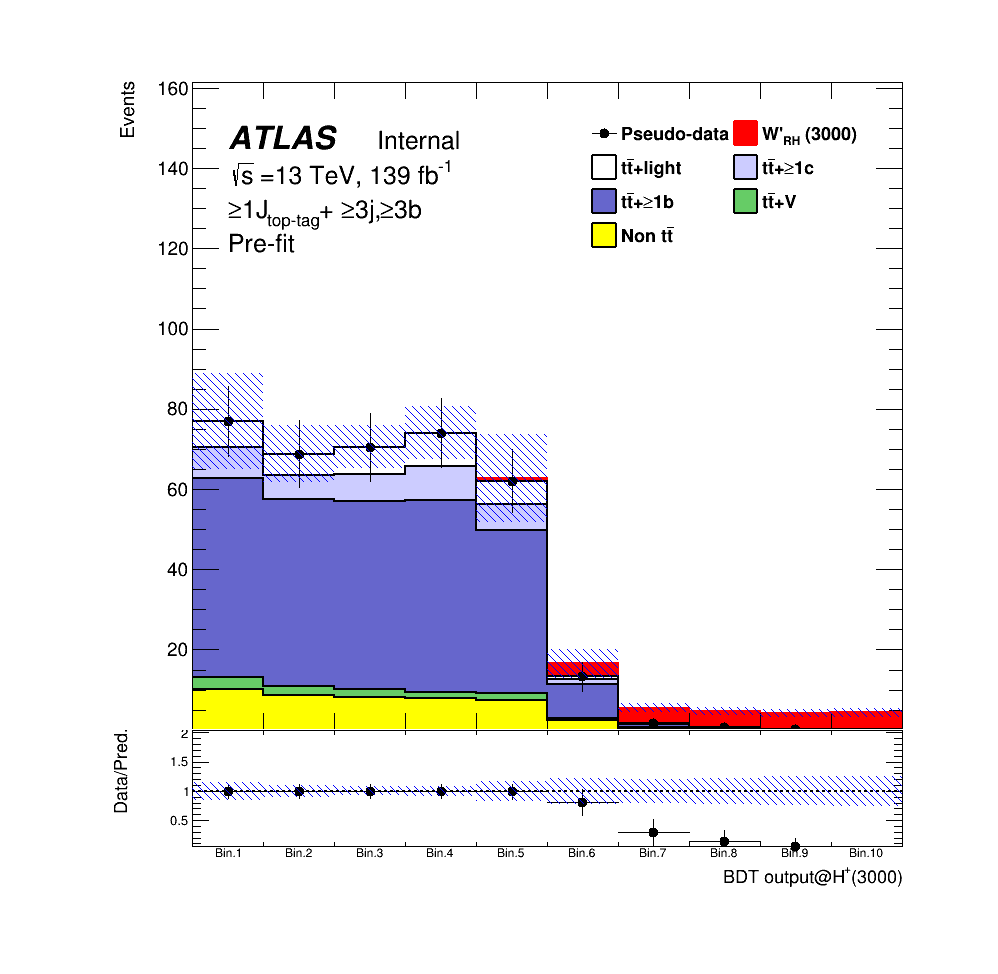 Events
160
140
120
100
80
60
40
20
ATLAS Internal
√s =13 TeV, 139 fb⁻¹
≥1J_top-tag+ ≥3j,≥3b
Pre-fit
Pseudo-data W'_RH (3000)
tt̄+light tt̄+≥1c
tt̄+≥1b tt̄+V
Non tt̄
Data/Pred.
2
1.5
1
0.5
Bin.1 Bin.2 Bin.3 Bin.4 Bin.5 Bin.6 Bin.7 Bin.8 Bin.9 Bin.10
BDT output@H⁺(3000)